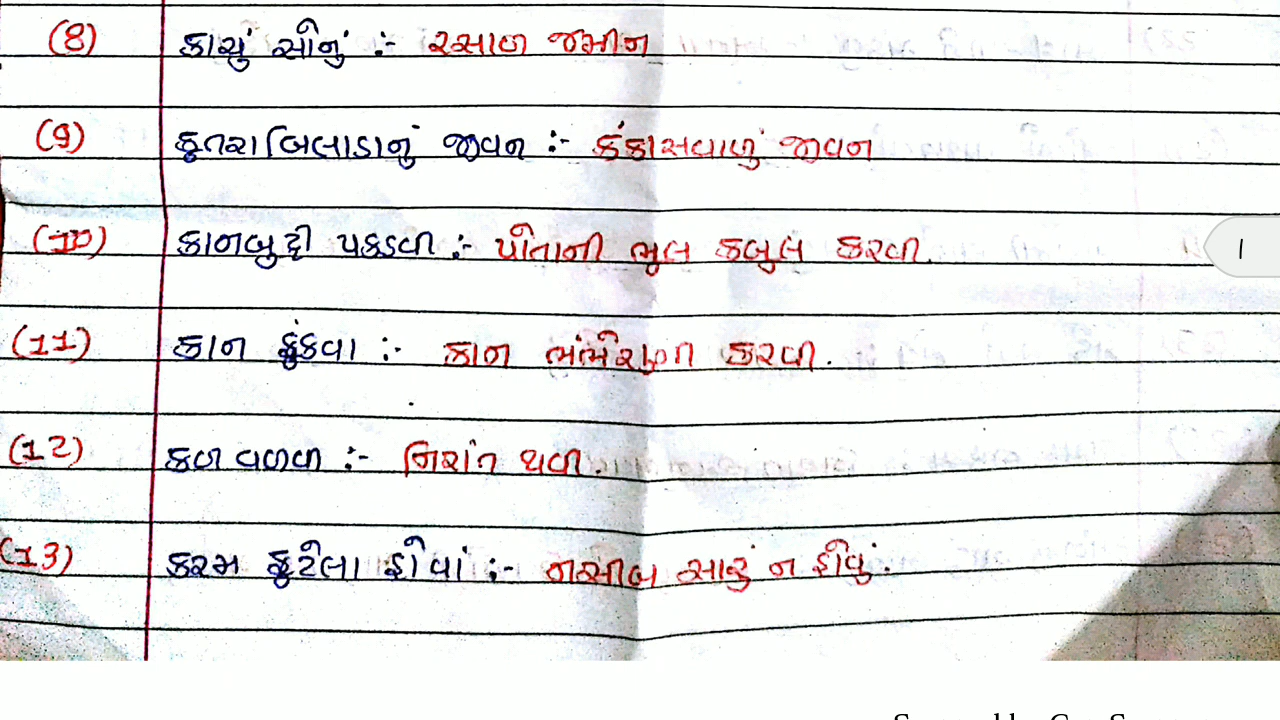 (8) કાચું સોનું :- રસાળ જમીન
(9) કૂતરા બિલાડાનું જીવન :- કંકાસવાળું જીવન
(10) કાનબુટ્ટી પકડવી :- પોતાની ભુલ કબુલ કરવી.
1
(11) કાન ફૂંકવા :- કાન ભંભેરણી કરવી.
(12) કળ વળવી :- નિરાંત થવી.
(13) કરમ ફૂટેલા હોવાં :- નસીબ સારું ન હોવું.